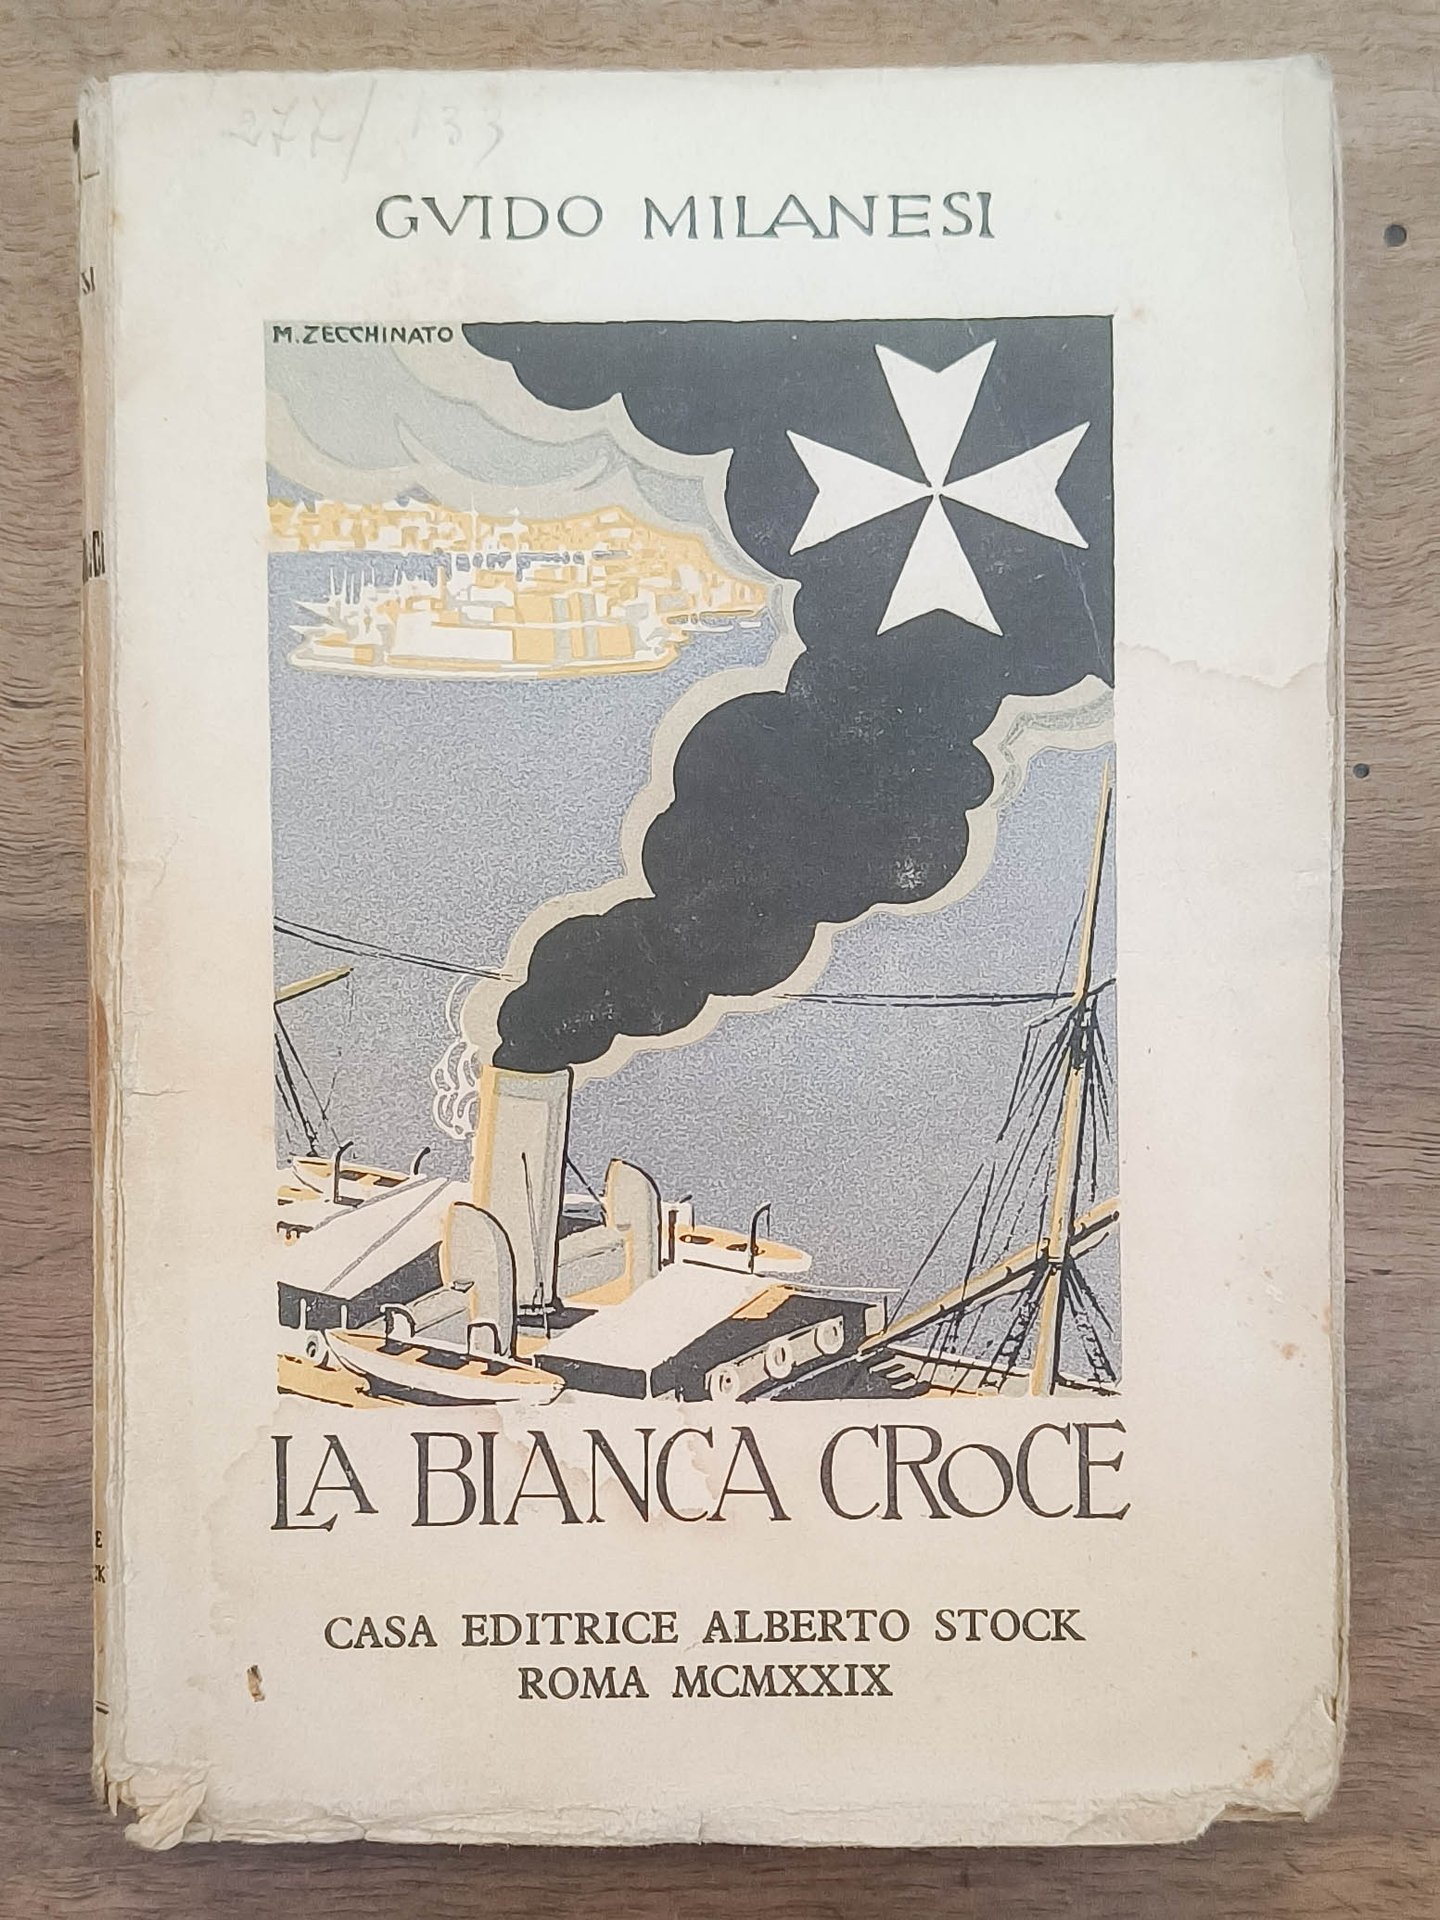 277/133
GVIDO MILANESI
M. ZECCHINATO
LA BIANCA CROCE
CASA EDITRICE ALBERTO STOCK
ROMA MCMXXIX